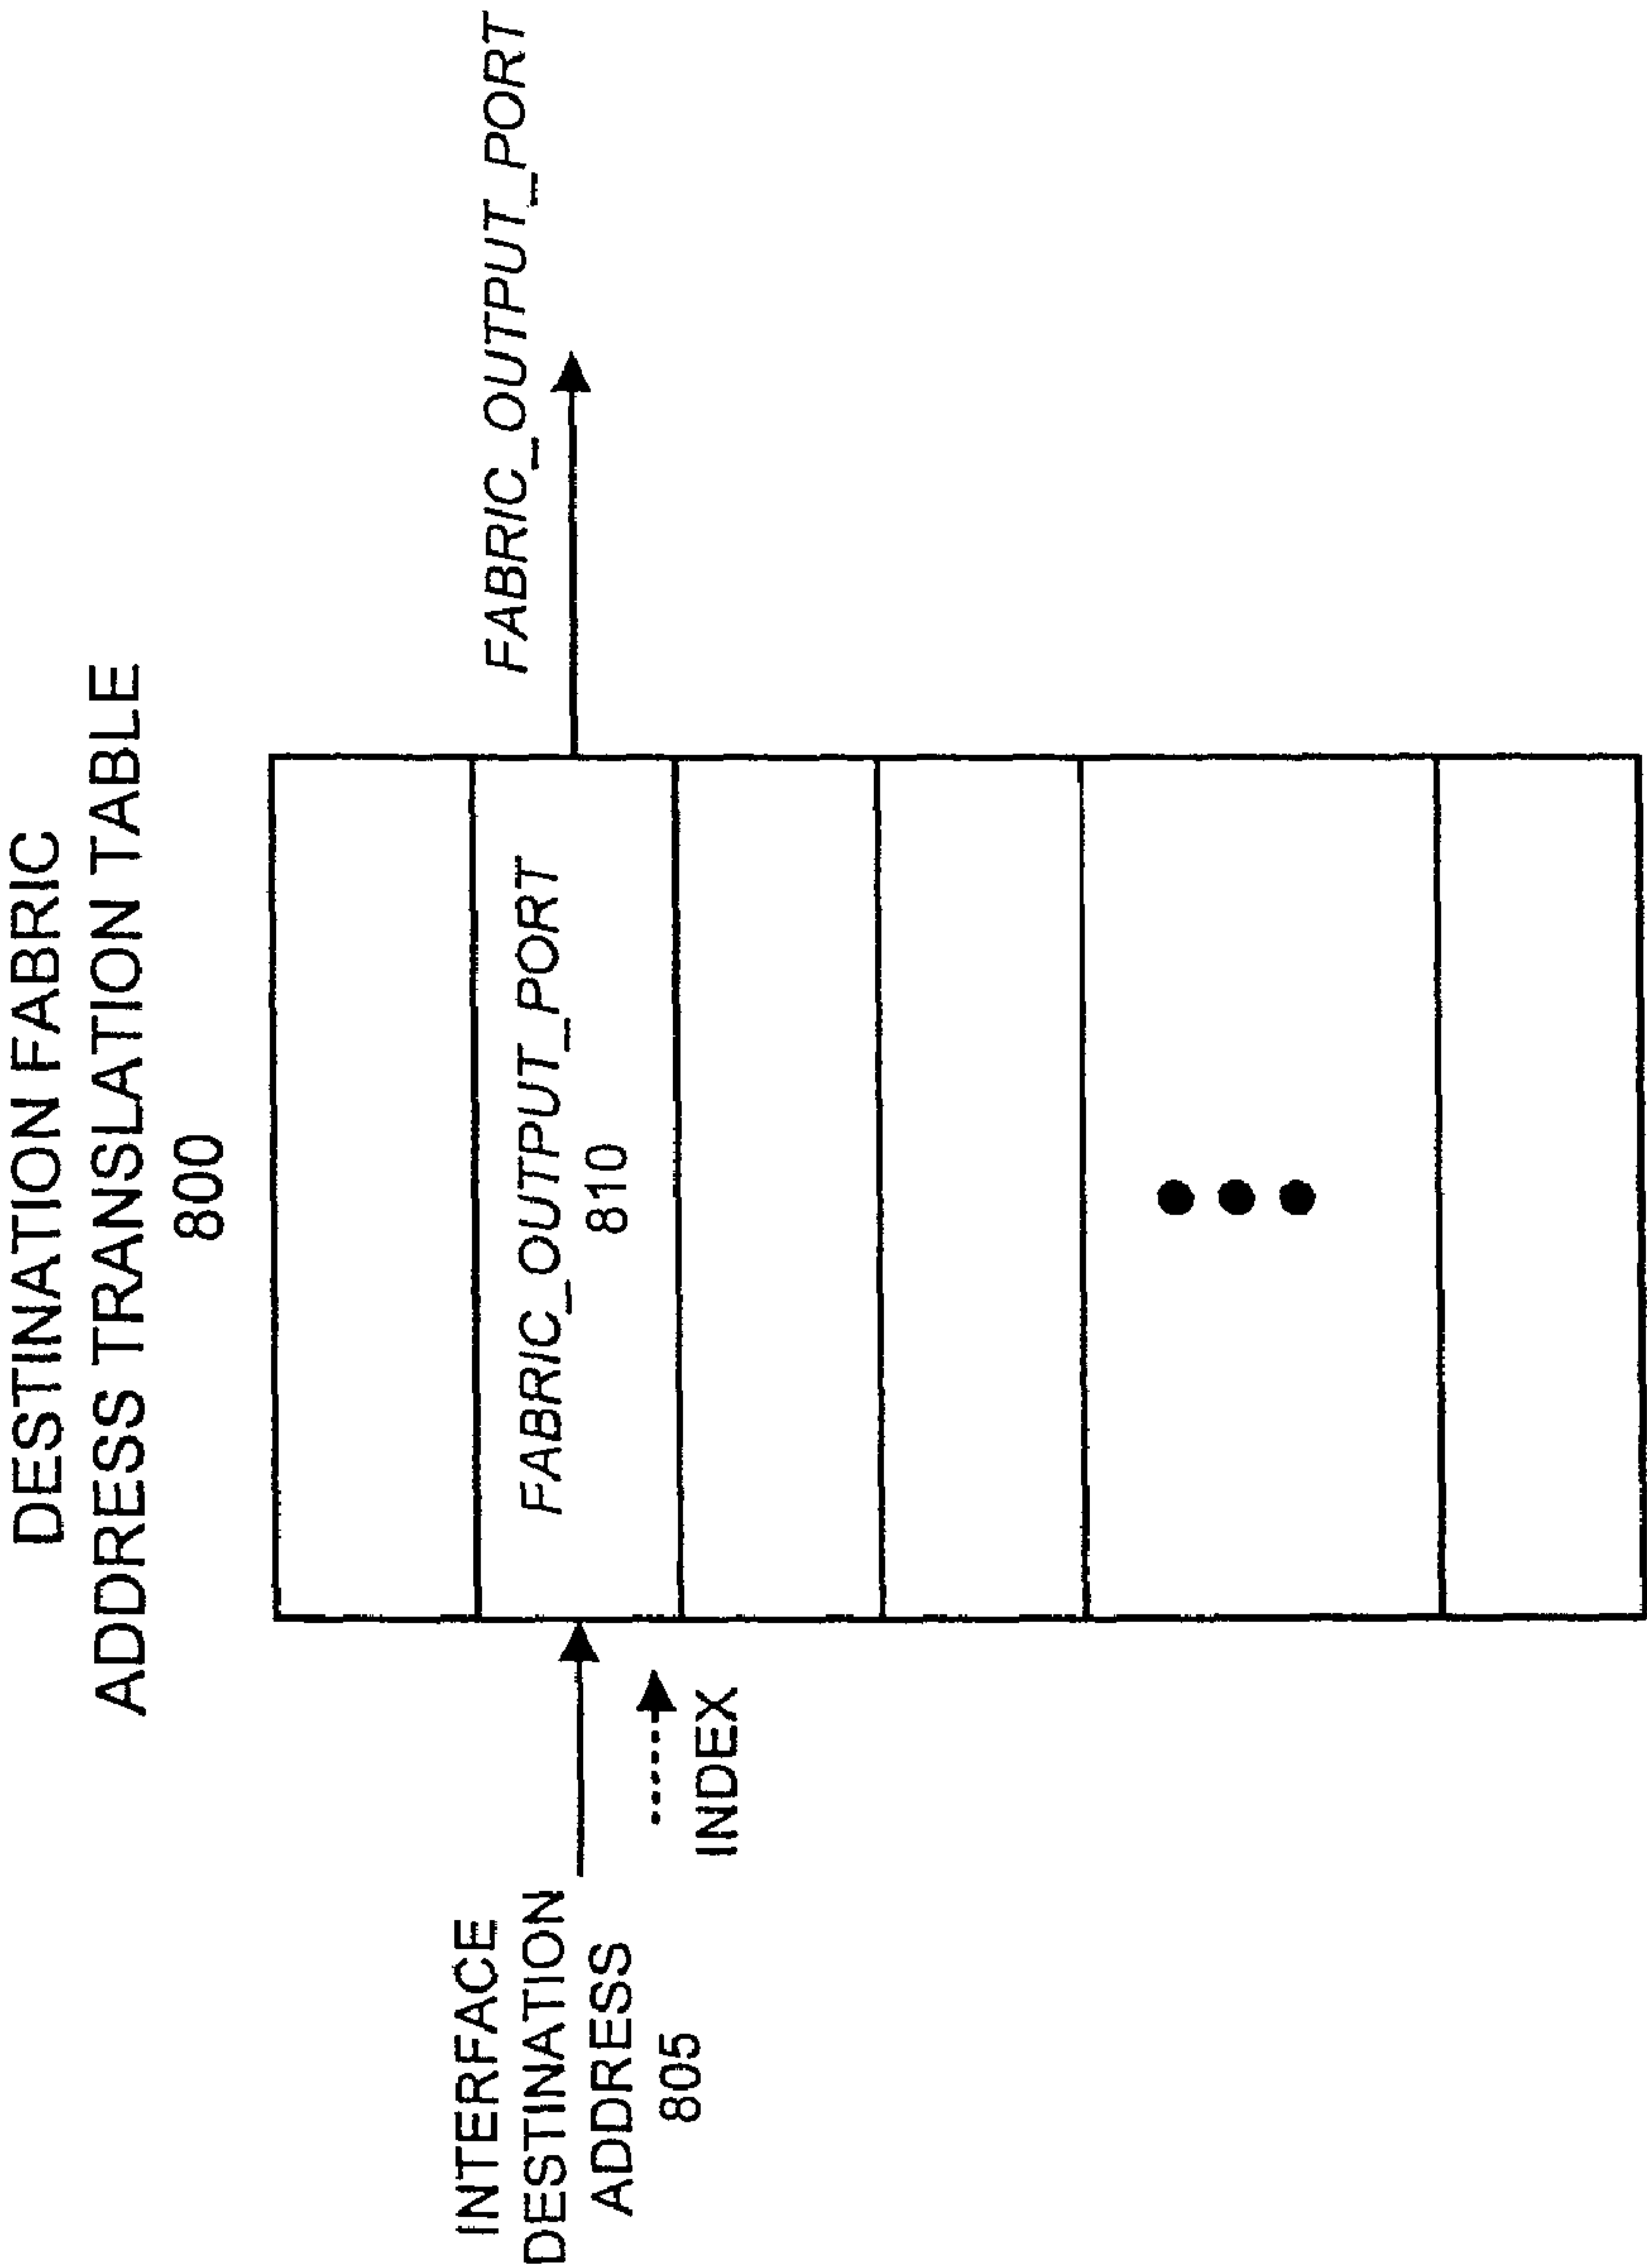 DESTINATION FABRIC
ADDRESS TRANSLATION TABLE
800
INTERFACE
DESTINATION
ADDRESS
805
INDEX
FABRIC_OUTPUT_PORT
810
FABRIC_OUTPUT_PORT